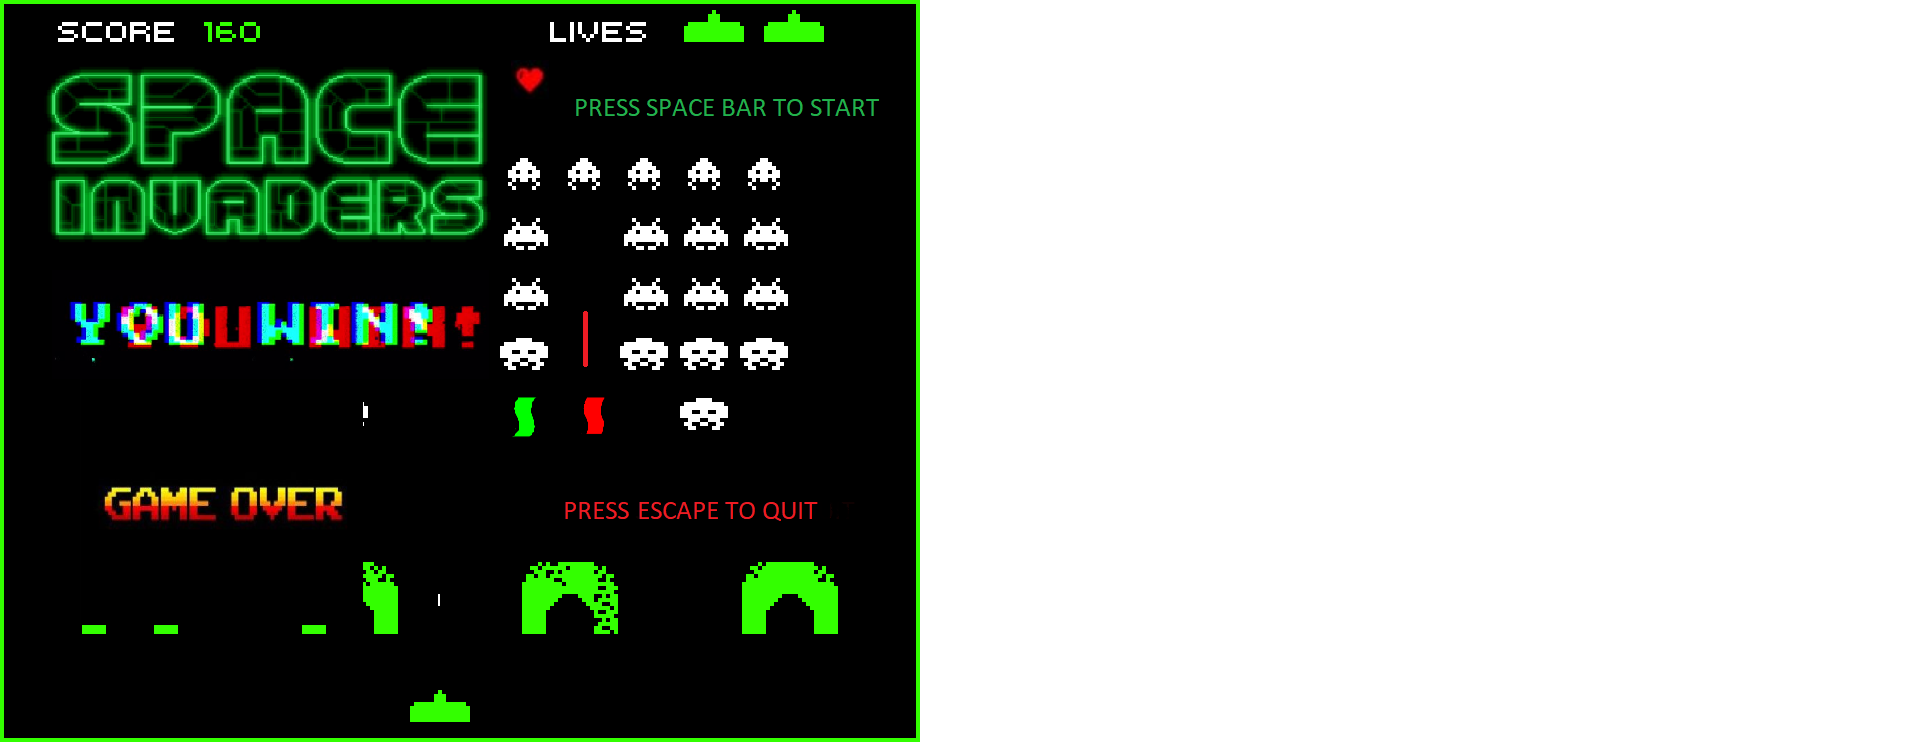 SCORE 160
LIVES
SPACE
INVADERS
PRESS SPACE BAR TO START
YOU WIN!
GAME OVER
PRESS ESCAPE TO QUIT